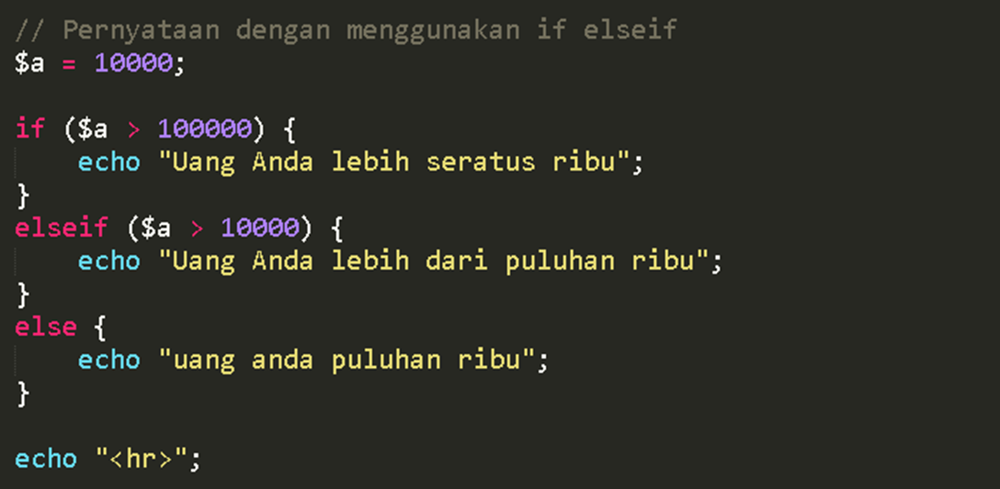 // Pernyataan dengan menggunakan if elseif
$a = 10000;
if ($a > 100000) {
echo "Uang Anda lebih seratus ribu";
}
elseif ($a > 10000) {
echo "Uang Anda lebih dari puluhan ribu";
}
else {
echo "uang anda puluhan ribu";
}
echo "<hr>";